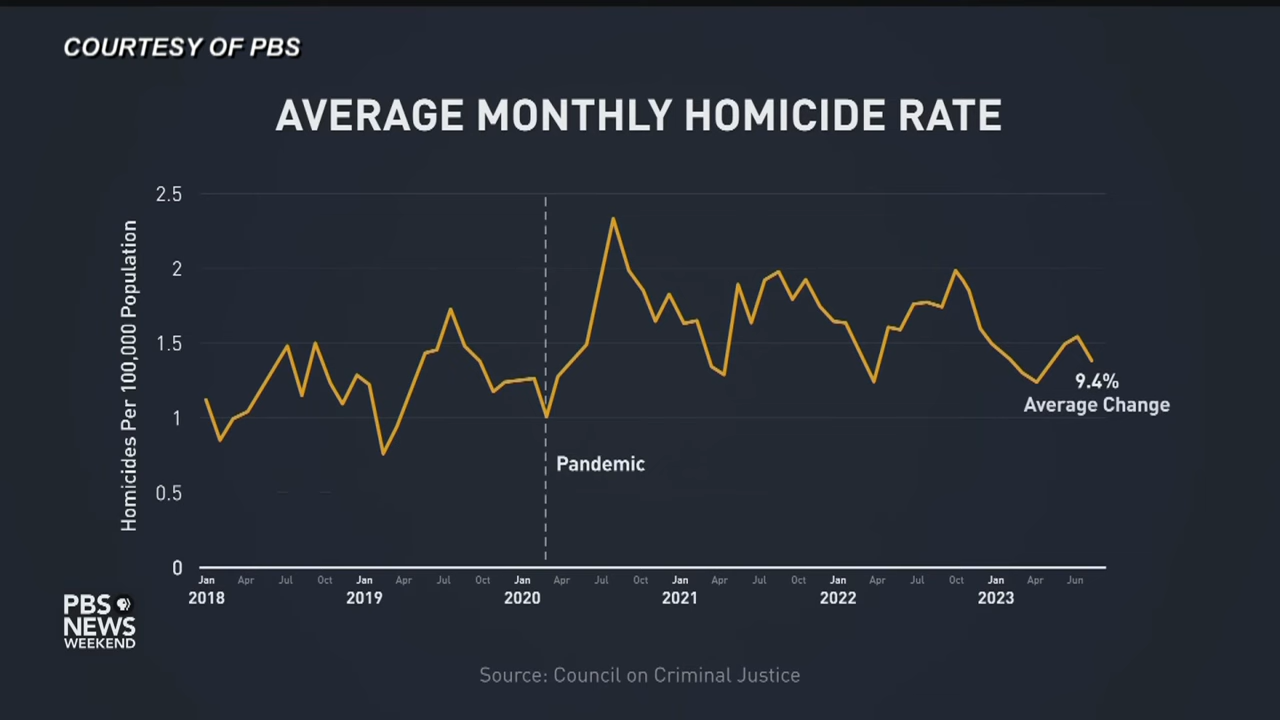 COURTESY OF PBS
AVERAGE MONTHLY HOMICIDE RATE
Homicides Per 100,000 Population
2.5
2
1.5
1
0.5
0
9.4%
Average Change
Pandemic
Jan Apr Jul Oct Jan Apr Jul Oct Jan Apr Jul Oct Jan Apr Jul Oct Jan Apr Jul Oct Jan Apr Jun
2018 2019 2020 2021 2022 2023
PBS
NEWS
WEEKEND
Source: Council on Criminal Justice